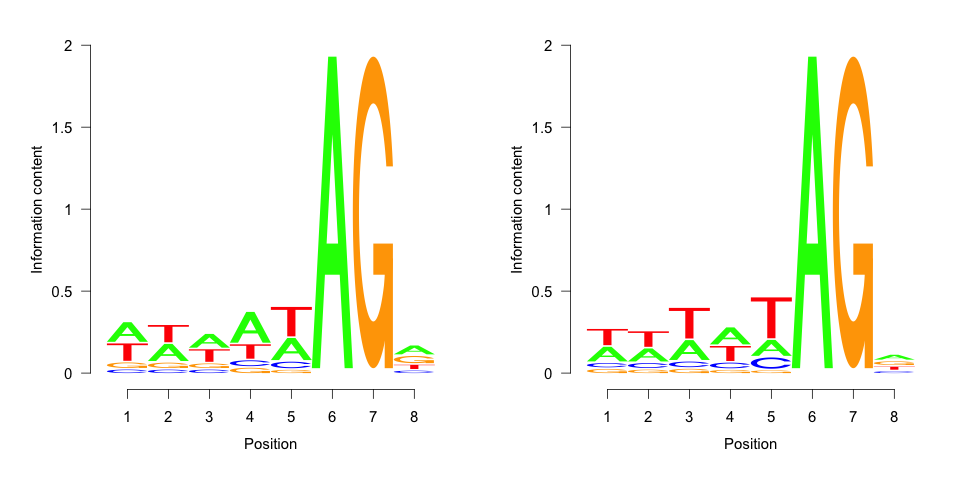 2
1.5
1
0.5
0
Information content
A T A A T A G A
T A T T A G
G C G C C T
C G C G G C
1 2 3 4 5 6 7 8
Position
2
1.5
1
0.5
0
Information content
T T T A T A G A
A A A T A G
C C C C C T
G G G G G C
1 2 3 4 5 6 7 8
Position